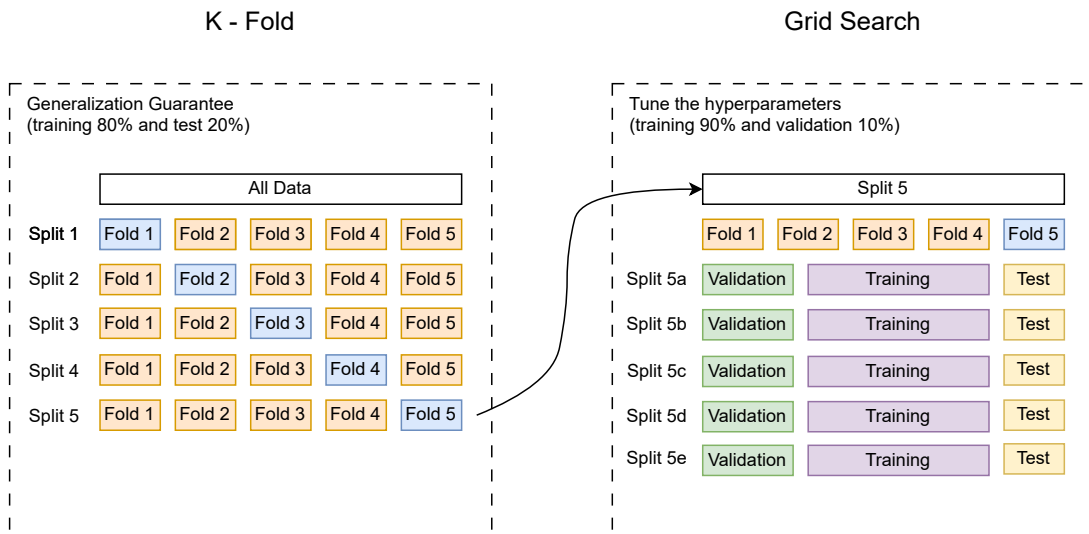 K - Fold
Generalization Guarantee
(training 80% and test 20%)
All Data
Split 1 Fold 1 Fold 2 Fold 3 Fold 4 Fold 5
Split 2 Fold 1 Fold 2 Fold 3 Fold 4 Fold 5
Split 3 Fold 1 Fold 2 Fold 3 Fold 4 Fold 5
Split 4 Fold 1 Fold 2 Fold 3 Fold 4 Fold 5
Split 5 Fold 1 Fold 2 Fold 3 Fold 4 Fold 5
Grid Search
Tune the hyperparameters
(training 90% and validation 10%)
Split 5
Fold 1 Fold 2 Fold 3 Fold 4 Fold 5
Split 5a Validation Training Test
Split 5b Validation Training Test
Split 5c Validation Training Test
Split 5d Validation Training Test
Split 5e Validation Training Test